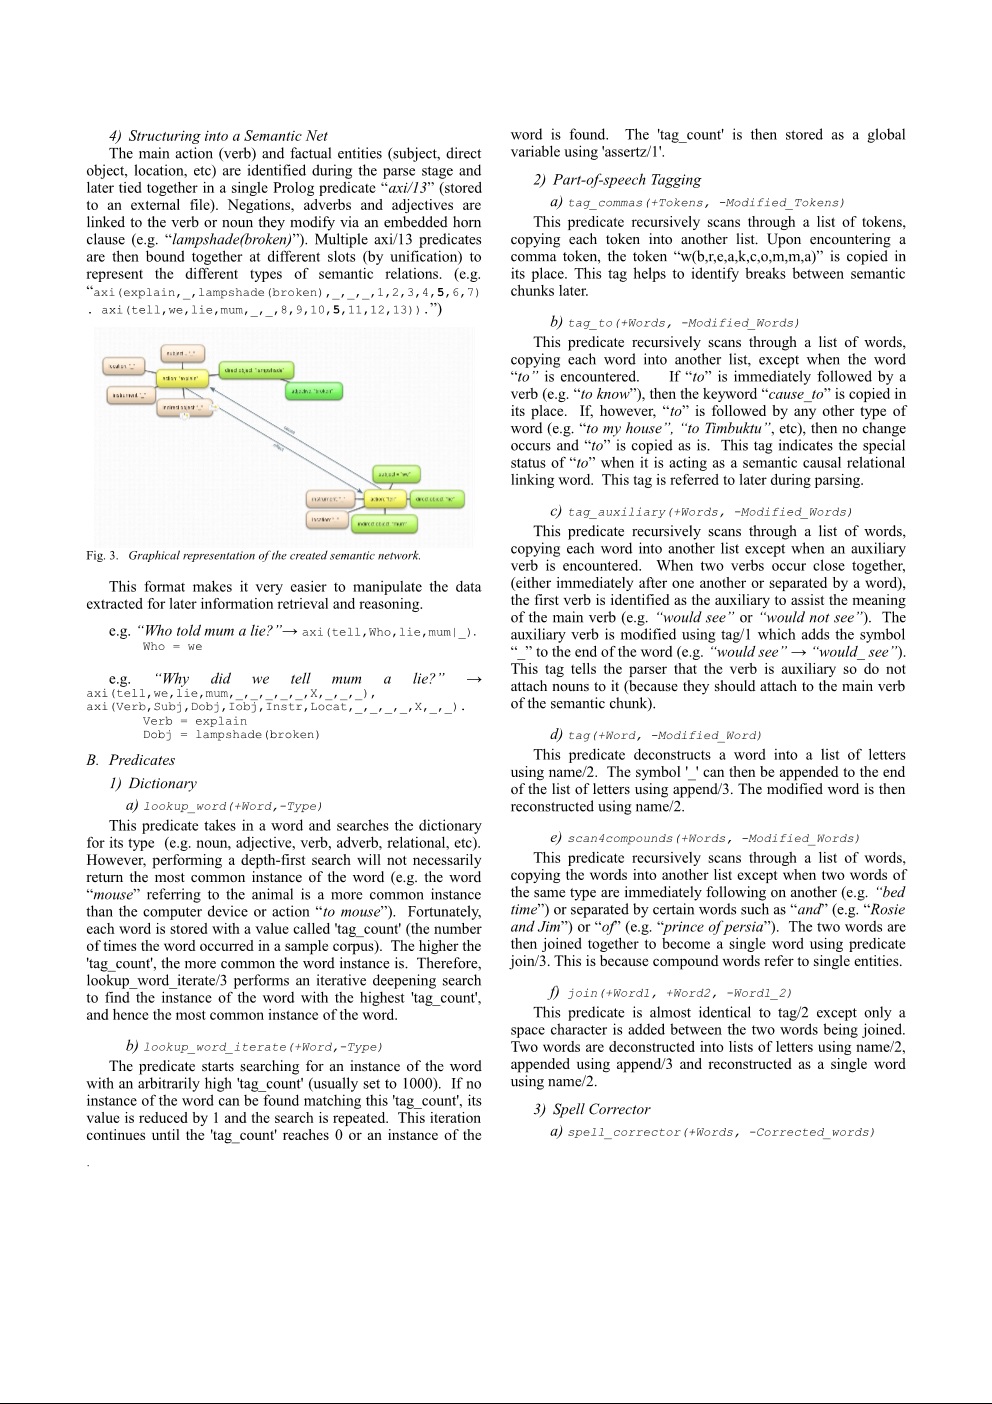 4) Structuring into a Semantic Net
The main action (verb) and factual entities (subject, direct
object, location, etc) are identified during the parse stage and
later tied together in a single Prolog predicate “axi/13” (stored
to an external file). Negations, adverbs and adjectives are
linked to the verb or noun they modify via an embedded horn
clause (e.g. “lampshade(broken)”). Multiple axi/13 predicates
are then bound together at different slots (by unification) to
represent the different types of semantic relations. (e.g.
“axi(explain,_,lampshade(broken),_,_,_,1,2,3,4,5,6,7)
. axi(tell,we,lie,mum,_,_,8,9,10,5,11,12,13)).”)
subject = "_"
location: "_"
action: "explain"
direct object: "lampshade"
adjective: "broken"
instrument: "_"
indirect object: "_"
subject = "we"
instrument: "_"
action: "tell"
direct object: "lie"
location: "_"
indirect object: "mum"
Fig. 3. Graphical representation of the created semantic network.
This format makes it very easier to manipulate the data
extracted for later information retrieval and reasoning.
e.g. “Who told mum a lie?”→ axi(tell,Who,lie,mum|_).
Who = we
e.g. “Why did we tell mum a lie?” →
axi(tell,we,lie,mum,_,_,_,_,_,X,_,_,_),
axi(Verb,Subj,Dobj,Iobj,Instr,Locat,_,_,_,_,X,_,_).
Verb = explain
Dobj = lampshade(broken)
B. Predicates
1) Dictionary
a) lookup_word(+Word,-Type)
This predicate takes in a word and searches the dictionary
for its type (e.g. noun, adjective, verb, adverb, relational, etc).
However, performing a depth-first search will not necessarily
return the most common instance of the word (e.g. the word
“mouse” referring to the animal is a more common instance
than the computer device or action “to mouse”). Fortunately,
each word is stored with a value called 'tag_count' (the number
of times the word occurred in a sample corpus). The higher the
'tag_count', the more common the word instance is. Therefore,
lookup_word_iterate/3 performs an iterative deepening search
to find the instance of the word with the highest 'tag_count',
and hence the most common instance of the word.
b) lookup_word_iterate(+Word,-Type)
The predicate starts searching for an instance of the word
with an arbitrarily high 'tag_count' (usually set to 1000). If no
instance of the word can be found matching this 'tag_count', its
value is reduced by 1 and the search is repeated. This iteration
continues until the 'tag_count' reaches 0 or an instance of the
.
word is found. The 'tag_count' is then stored as a global
variable using 'assertz/1'.
2) Part-of-speech Tagging
a) tag_commas(+Tokens, -Modified_Tokens)
This predicate recursively scans through a list of tokens,
copying each token into another list. Upon encountering a
comma token, the token “w(b,r,e,a,k,c,o,m,m,a)” is copied in
its place. This tag helps to identify breaks between semantic
chunks later.
b) tag_to(+Words, -Modified_Words)
This predicate recursively scans through a list of words,
copying each word into another list, except when the word
“to” is encountered. If “to” is immediately followed by a
verb (e.g. “to know”), then the keyword “cause_to” is copied in
its place. If, however, “to” is followed by any other type of
word (e.g. “to my house”, “to Timbuktu”, etc), then no change
occurs and “to” is copied as is. This tag indicates the special
status of “to” when it is acting as a semantic causal relational
linking word. This tag is referred to later during parsing.
c) tag_auxiliary(+Words, -Modified_Words)
This predicate recursively scans through a list of words,
copying each word into another list except when an auxiliary
verb is encountered. When two verbs occur close together,
(either immediately after one another or separated by a word),
the first verb is identified as the auxiliary to assist the meaning
of the main verb (e.g. “would see” or “would not see”). The
auxiliary verb is modified using tag/1 which adds the symbol
“_” to the end of the word (e.g. “would see” → “would_ see”).
This tag tells the parser that the verb is auxiliary so do not
attach nouns to it (because they should attach to the main verb
of the semantic chunk).
d) tag(+Word, -Modified_Word)
This predicate deconstructs a word into a list of letters
using name/2. The symbol '_' can then be appended to the end
of the list of letters using append/3. The modified word is then
reconstructed using name/2.
e) scan4compounds(+Words, -Modified_Words)
This predicate recursively scans through a list of words,
copying the words into another list except when two words of
the same type are immediately following on another (e.g. “bed
time”) or separated by certain words such as “and” (e.g. “Rosie
and Jim”) or “of” (e.g. “prince of persia”). The two words are
then joined together to become a single word using predicate
join/3. This is because compound words refer to single entities.
f) join(+Word1, +Word2, -Word1_2)
This predicate is almost identical to tag/2 except only a
space character is added between the two words being joined.
Two words are deconstructed into lists of letters using name/2,
appended using append/3 and reconstructed as a single word
using name/2.
3) Spell Corrector
a) spell_corrector(+Words, -Corrected_words)